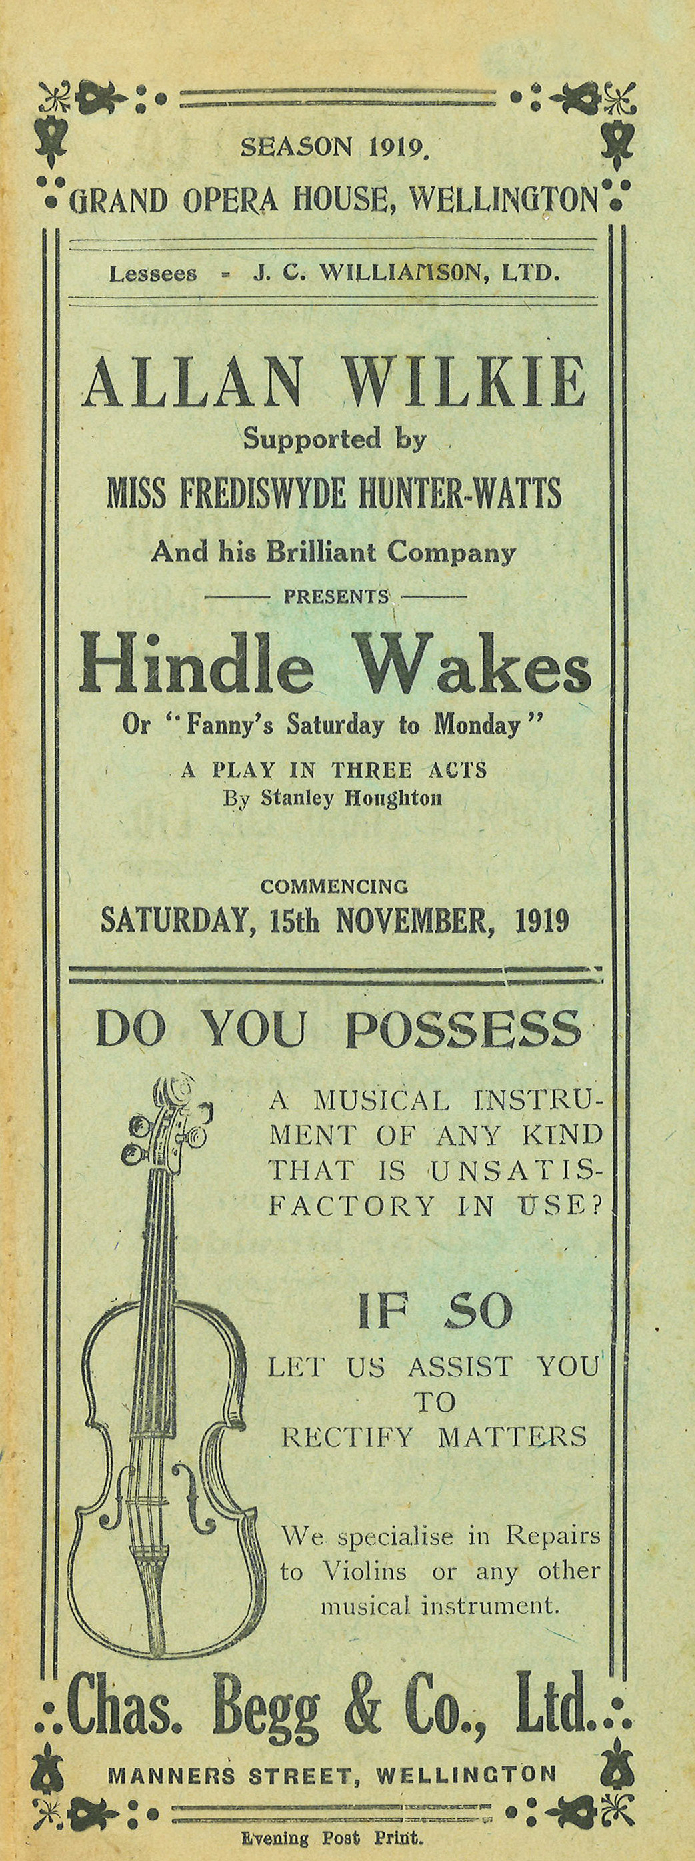 SEASON 1919.
GRAND OPERA HOUSE, WELLINGTON
Lessees - J. C. WILLIAMSON, LTD.
ALLAN WILKIE
Supported by
MISS FREDISWYDE HUNTER-WATTS
And his Brilliant Company
PRESENTS
Hindle Wakes
Or "Fanny's Saturday to Monday"
A PLAY IN THREE ACTS
By Stanley Houghton
COMMENCING
SATURDAY, 15th NOVEMBER, 1919
DO YOU POSSESS
A MUSICAL INSTRU-
MENT OF ANY KIND
THAT IS UNSATIS-
FACTORY IN USE?
IF SO
LET US ASSIST YOU
TO
RECTIFY MATTERS
We specialise in Repairs
to Violins or any other
musical instrument.
Chas. Begg & Co., Ltd.
MANNERS STREET, WELLINGTON
Evening Post Print.